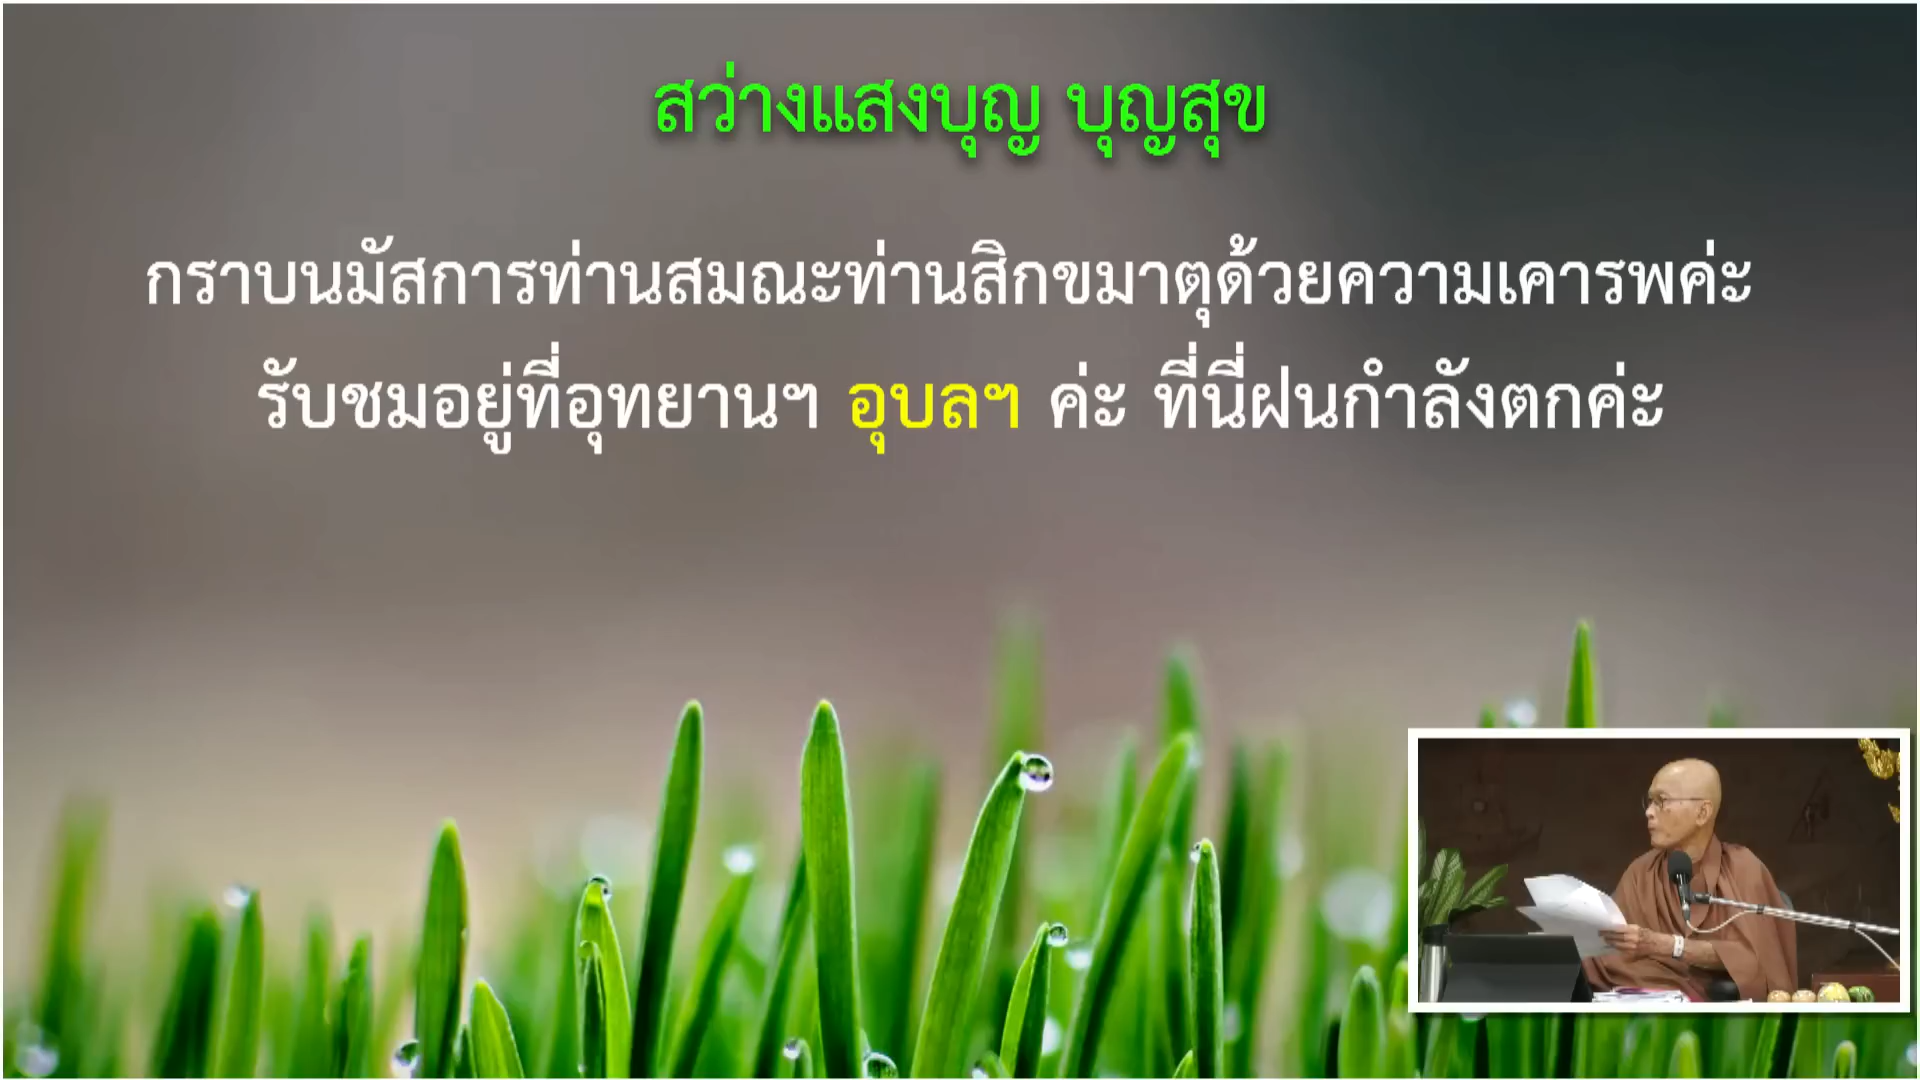 สว่างแสงบุญ บุญสุข
กราบนมัสการท่านสมณะท่านสิกขมาตุด้วยความเคารพค่ะ
รับชมอยู่ที่อุทยานฯ อุบลฯ ค่ะ ที่นี่ฝนกำลังตกค่ะ